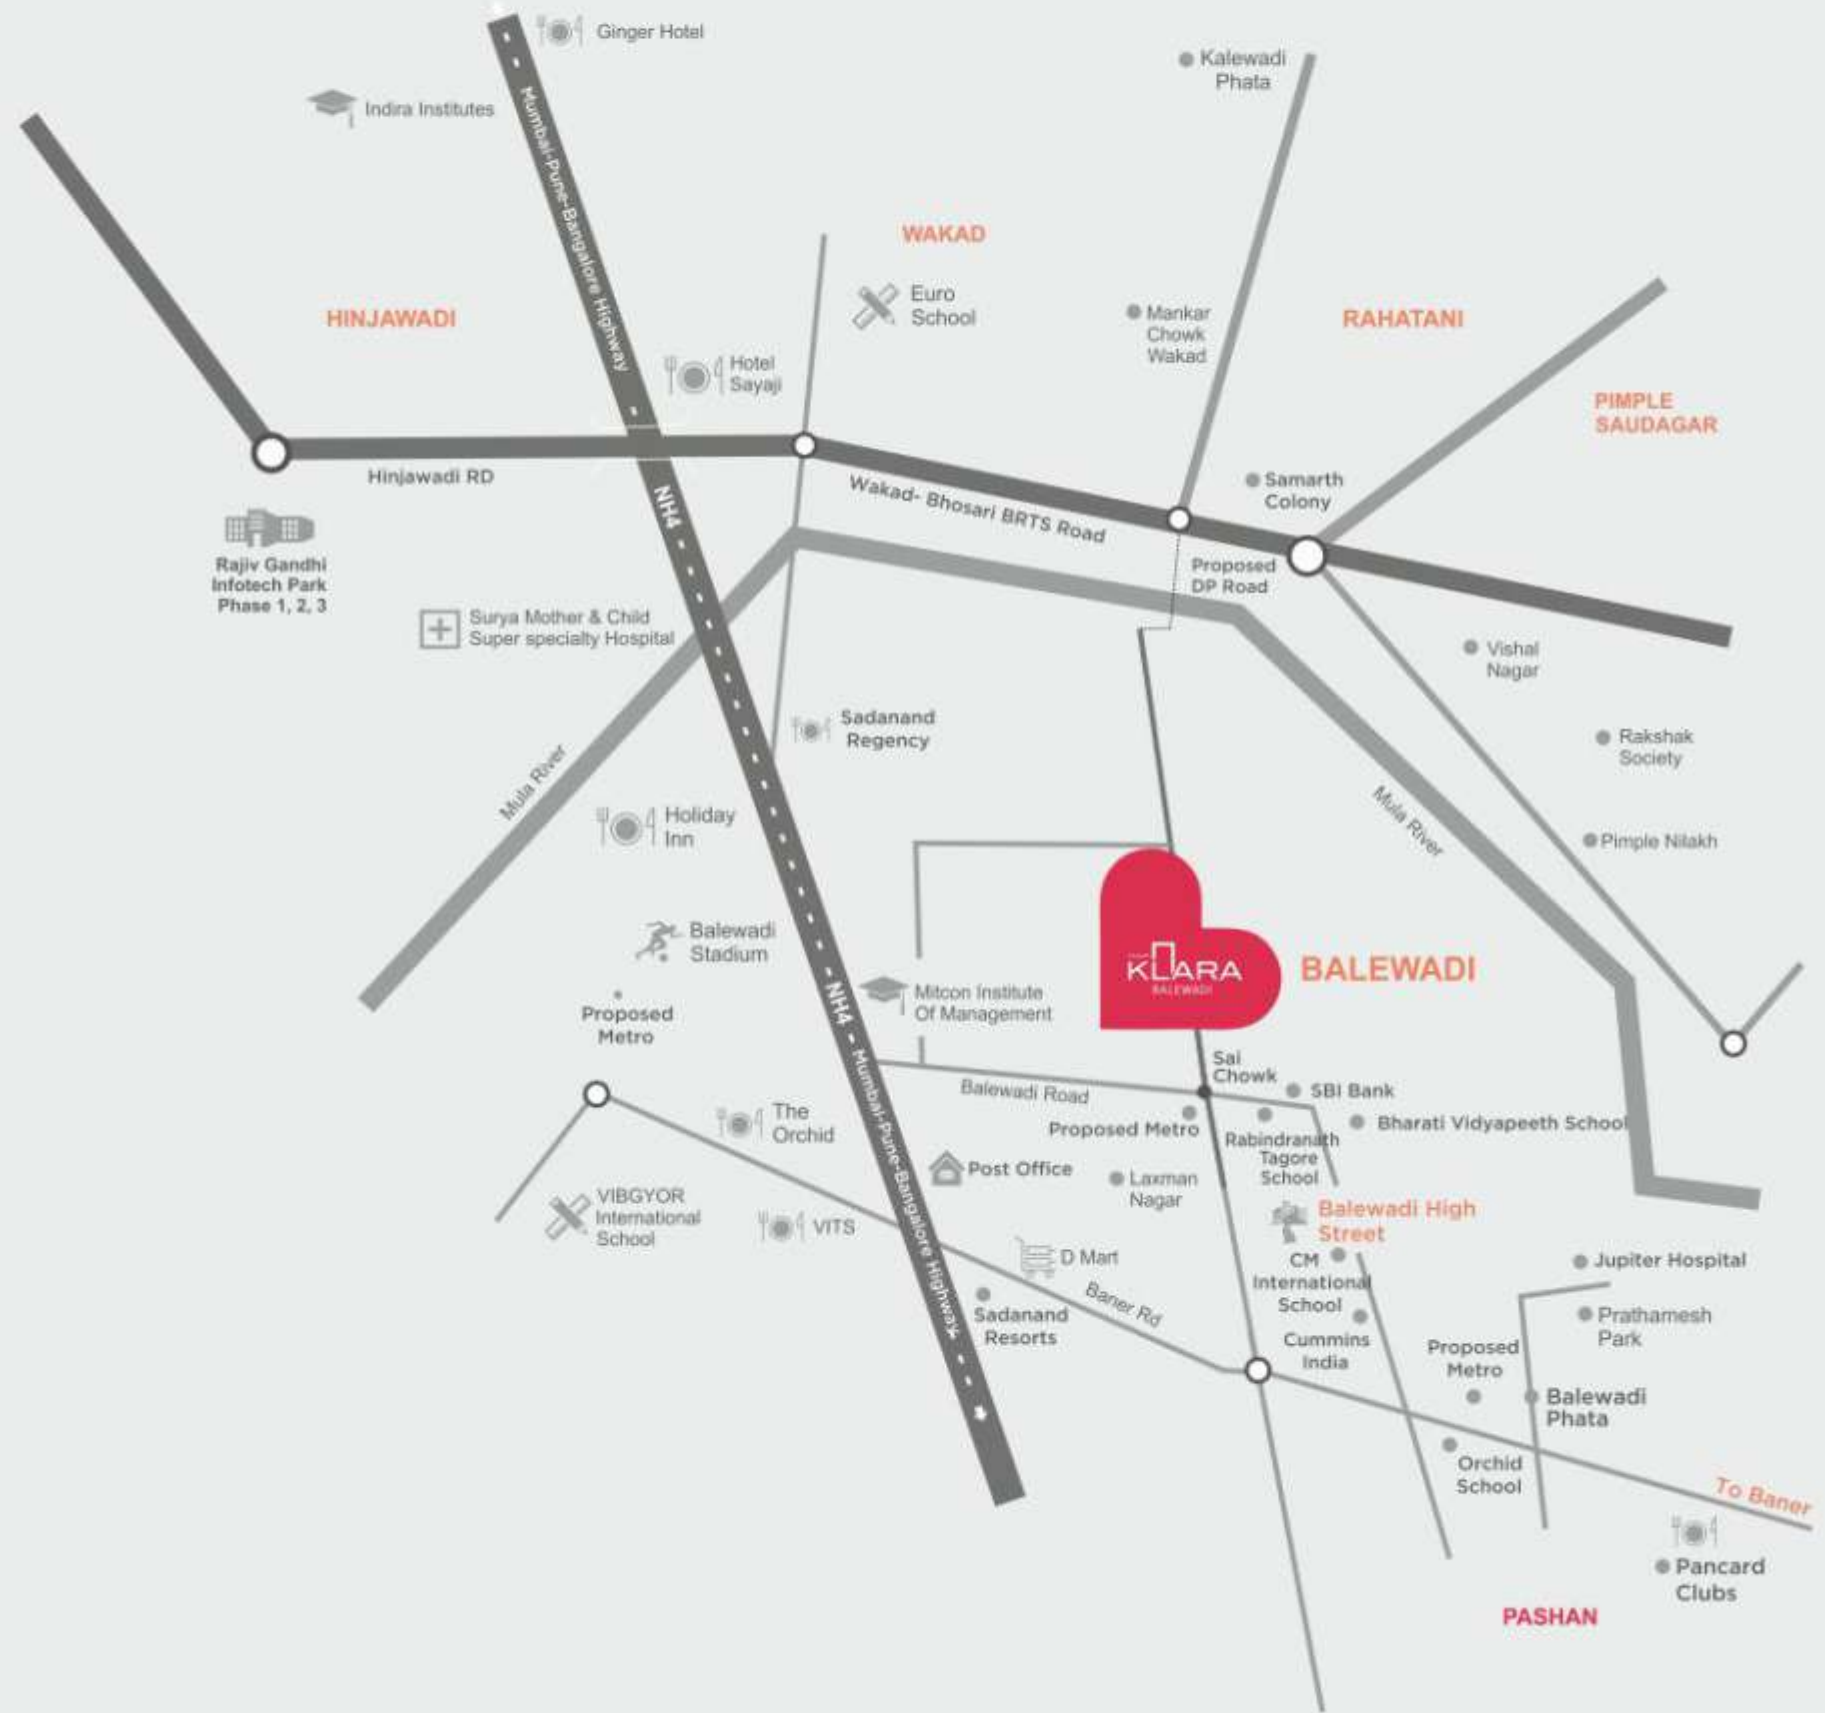 Ginger Hotel
Kalewadi
Phata
Indira Institutes
Mumbai-Pune-Bangalore Highway
WAKAD
Euro
School
HINJAWADI
Mankar
Chowk
Wakad
RAHATANI
Hotel
Sayaji
PIMPLE
SAUDAGAR
Hinjawadi RD
NH4
Wakad- Bhosari BRTS Road
Samarth
Colony
Rajiv Gandhi
Infotech Park
Phase 1, 2, 3
Proposed
DP Road
Surya Mother & Child
Super specialty Hospital
Vishal
Nagar
Sadanand
Regency
Rakshak
Society
Mula River
Holiday
Inn
Mula River
Pimple Nilakh
Balewadi
Stadium
KLARA
BALEWADI
BALEWADI
NH4
Mitcon Institute
Of Management
Proposed
Metro
Mumbai-Pune-Bangalore Highway
Sai
Chowk
Balewadi Road
SBI Bank
The
Orchid
Proposed Metro
Rabindranath
Tagore
School
Bharati Vidyapeeth School
Post Office
Laxman
Nagar
VIBGYOR
International
School
VITS
Balewadi High
Street
D Mart
CM
International
School
Jupiter Hospital
Baner Rd
Sadanand
Resorts
Cummins
India
Prathamesh
Park
Proposed
Metro
Balewadi
Phata
Orchid
School
To Baner
Pancard
Clubs
PASHAN